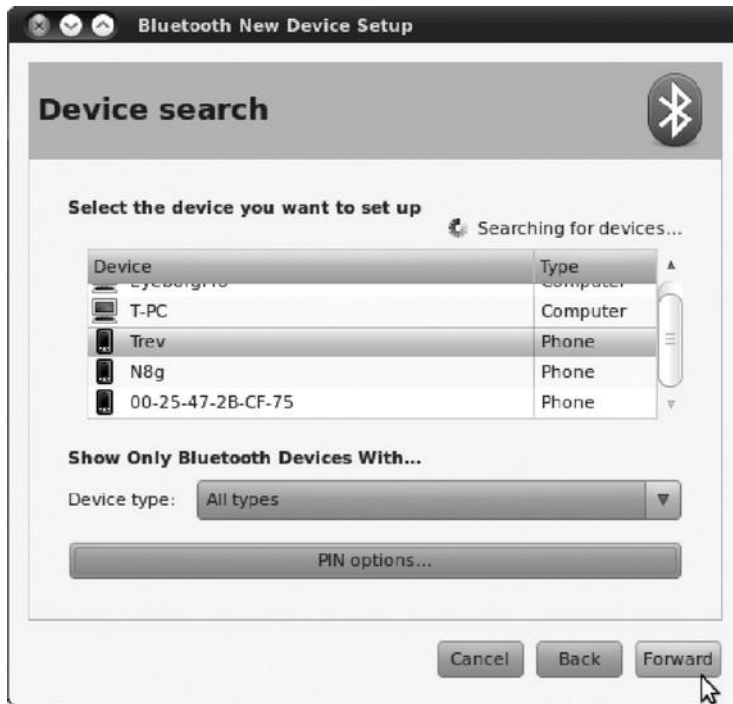 Bluetooth New Device Setup
Device search
Select the device you want to set up
Searching for devices...
Device Type
T-PC Computer
Trev Phone
N8g Phone
00-25-47-2B-CF-75 Phone
Show Only Bluetooth Devices With...
Device type: All types
PIN options...
Cancel Back Forward